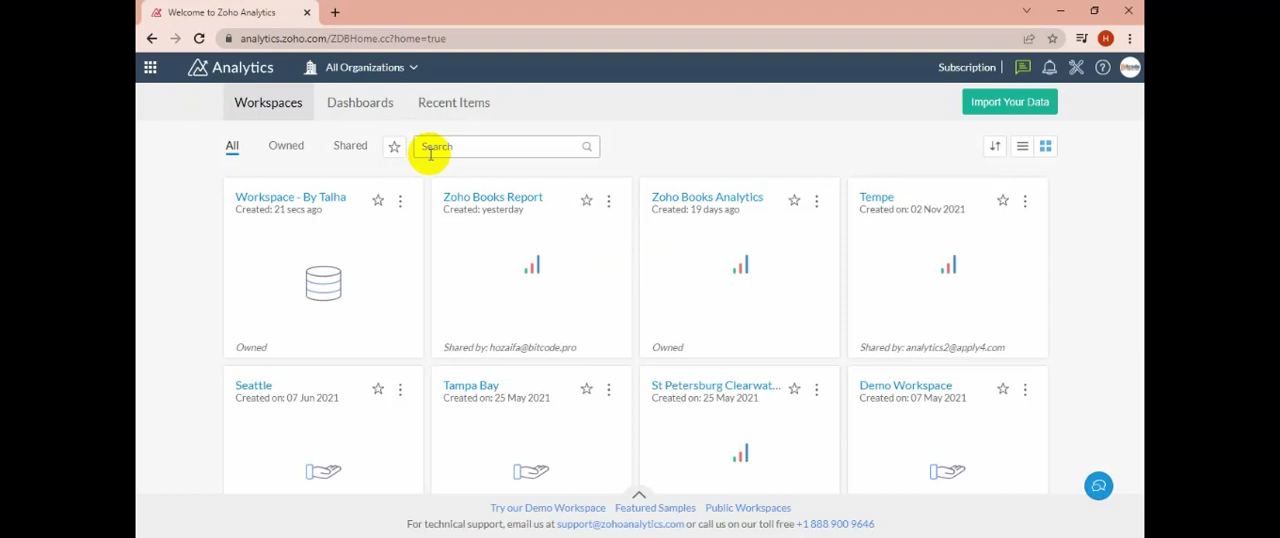 Welcome to Zoho Analytics
analytics.zoho.com/ZDBHome.cc?home=true
H
Analytics
All Organizations
Subscription
Workspaces
Dashboards
Recent Items
Import Your Data
All
Owned
Shared
Search
Workspace - By Talha
Created: 21 secs ago
Owned
Zoho Books Report
Created: yesterday
Shared by: hozaifa@bitcode.pro
Zoho Books Analytics
Created: 19 days ago
Owned
Tempe
Created on: 02 Nov 2021
Shared by: analytics2@apply4.com
Seattle
Created on: 07 Jun 2021
Tampa Bay
Created on: 25 May 2021
St Petersburg Clearwat...
Created on: 25 May 2021
Demo Workspace
Created on: 07 May 2021
Try our Demo Workspace Featured Samples Public Workspaces
For technical support, email us at support@zohoanalytics.com or call us on our toll free +1 888 900 9646